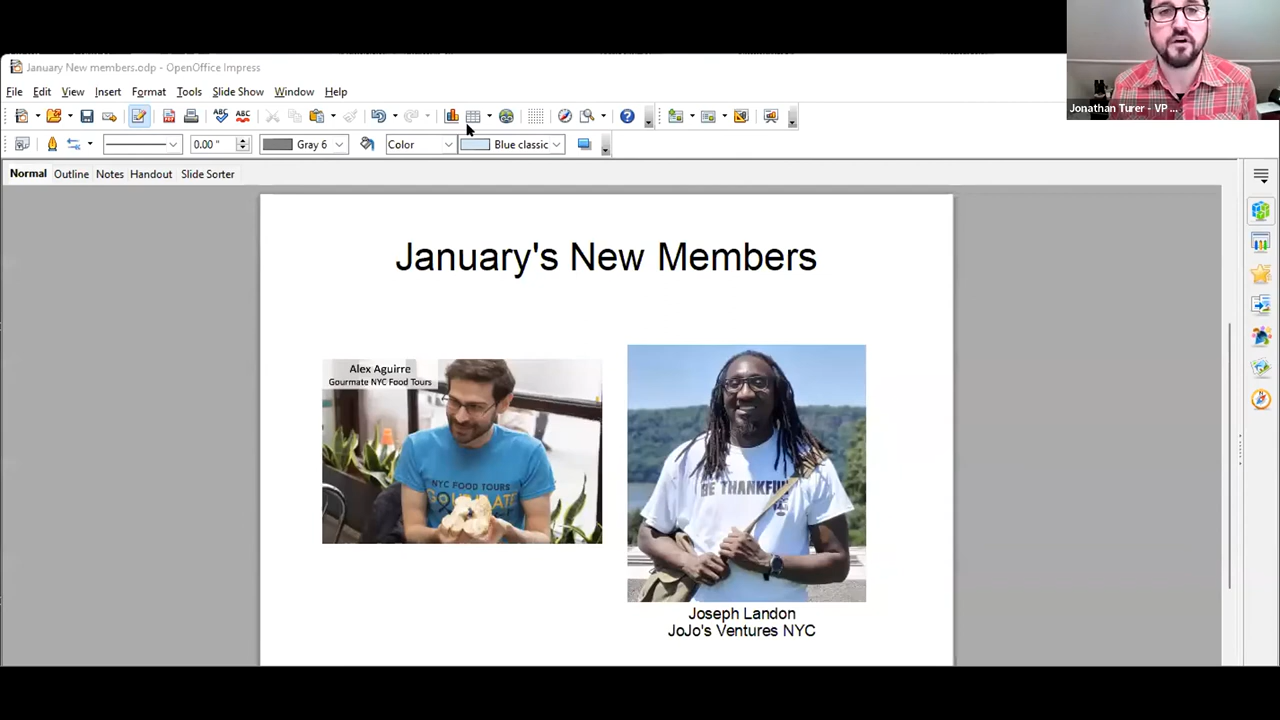 January New members.odp - OpenOffice Impress
File Edit View Insert Format Tools Slide Show Window Help
0.00 " Gray 6 Color Blue classic
Normal Outline Notes Handout Slide Sorter
Jonathan Turer - VP ...
January's New Members
Alex Aguirre
Gourmate NYC Food Tours
NYC FOOD TOURS
BE THANKFUL
Joseph Landon
JoJo's Ventures NYC